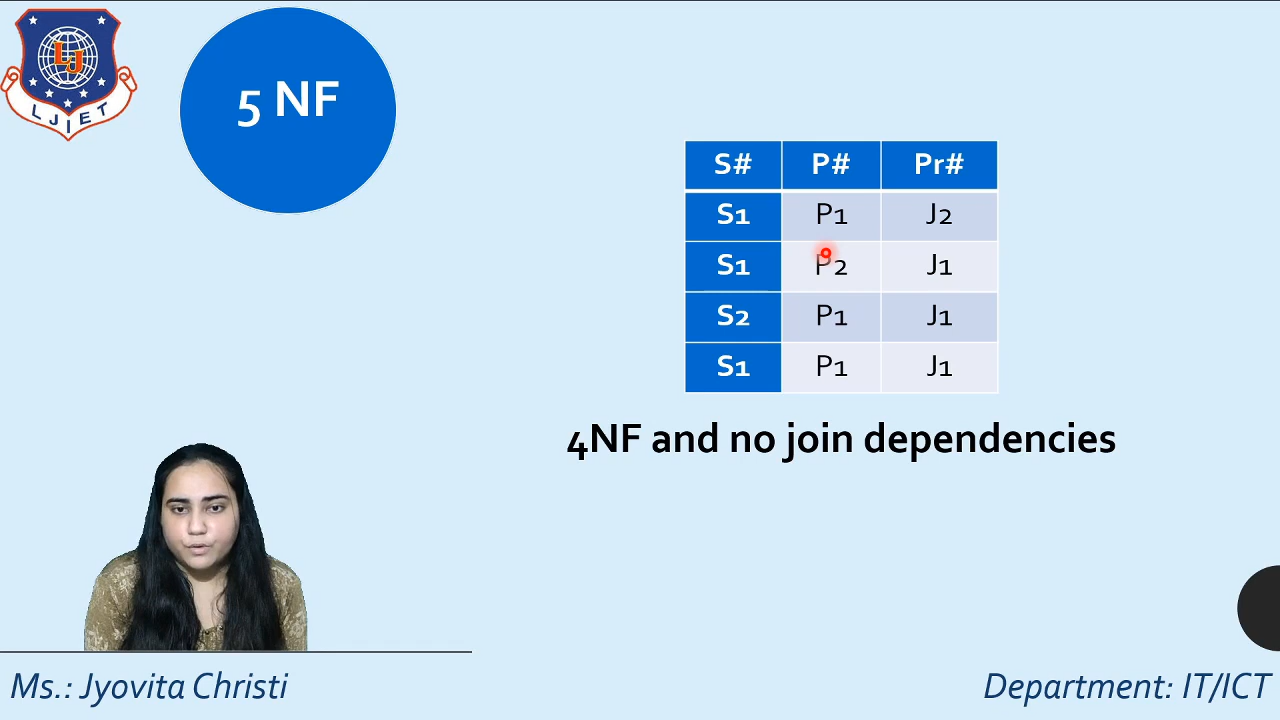 LJ
LJIET
5 NF
S# P# Pr#
S1 P1 J2
S1 P2 J1
S2 P1 J1
S1 P1 J1
4NF and no join dependencies
Ms.: Jyovita Christi
Department: IT/ICT